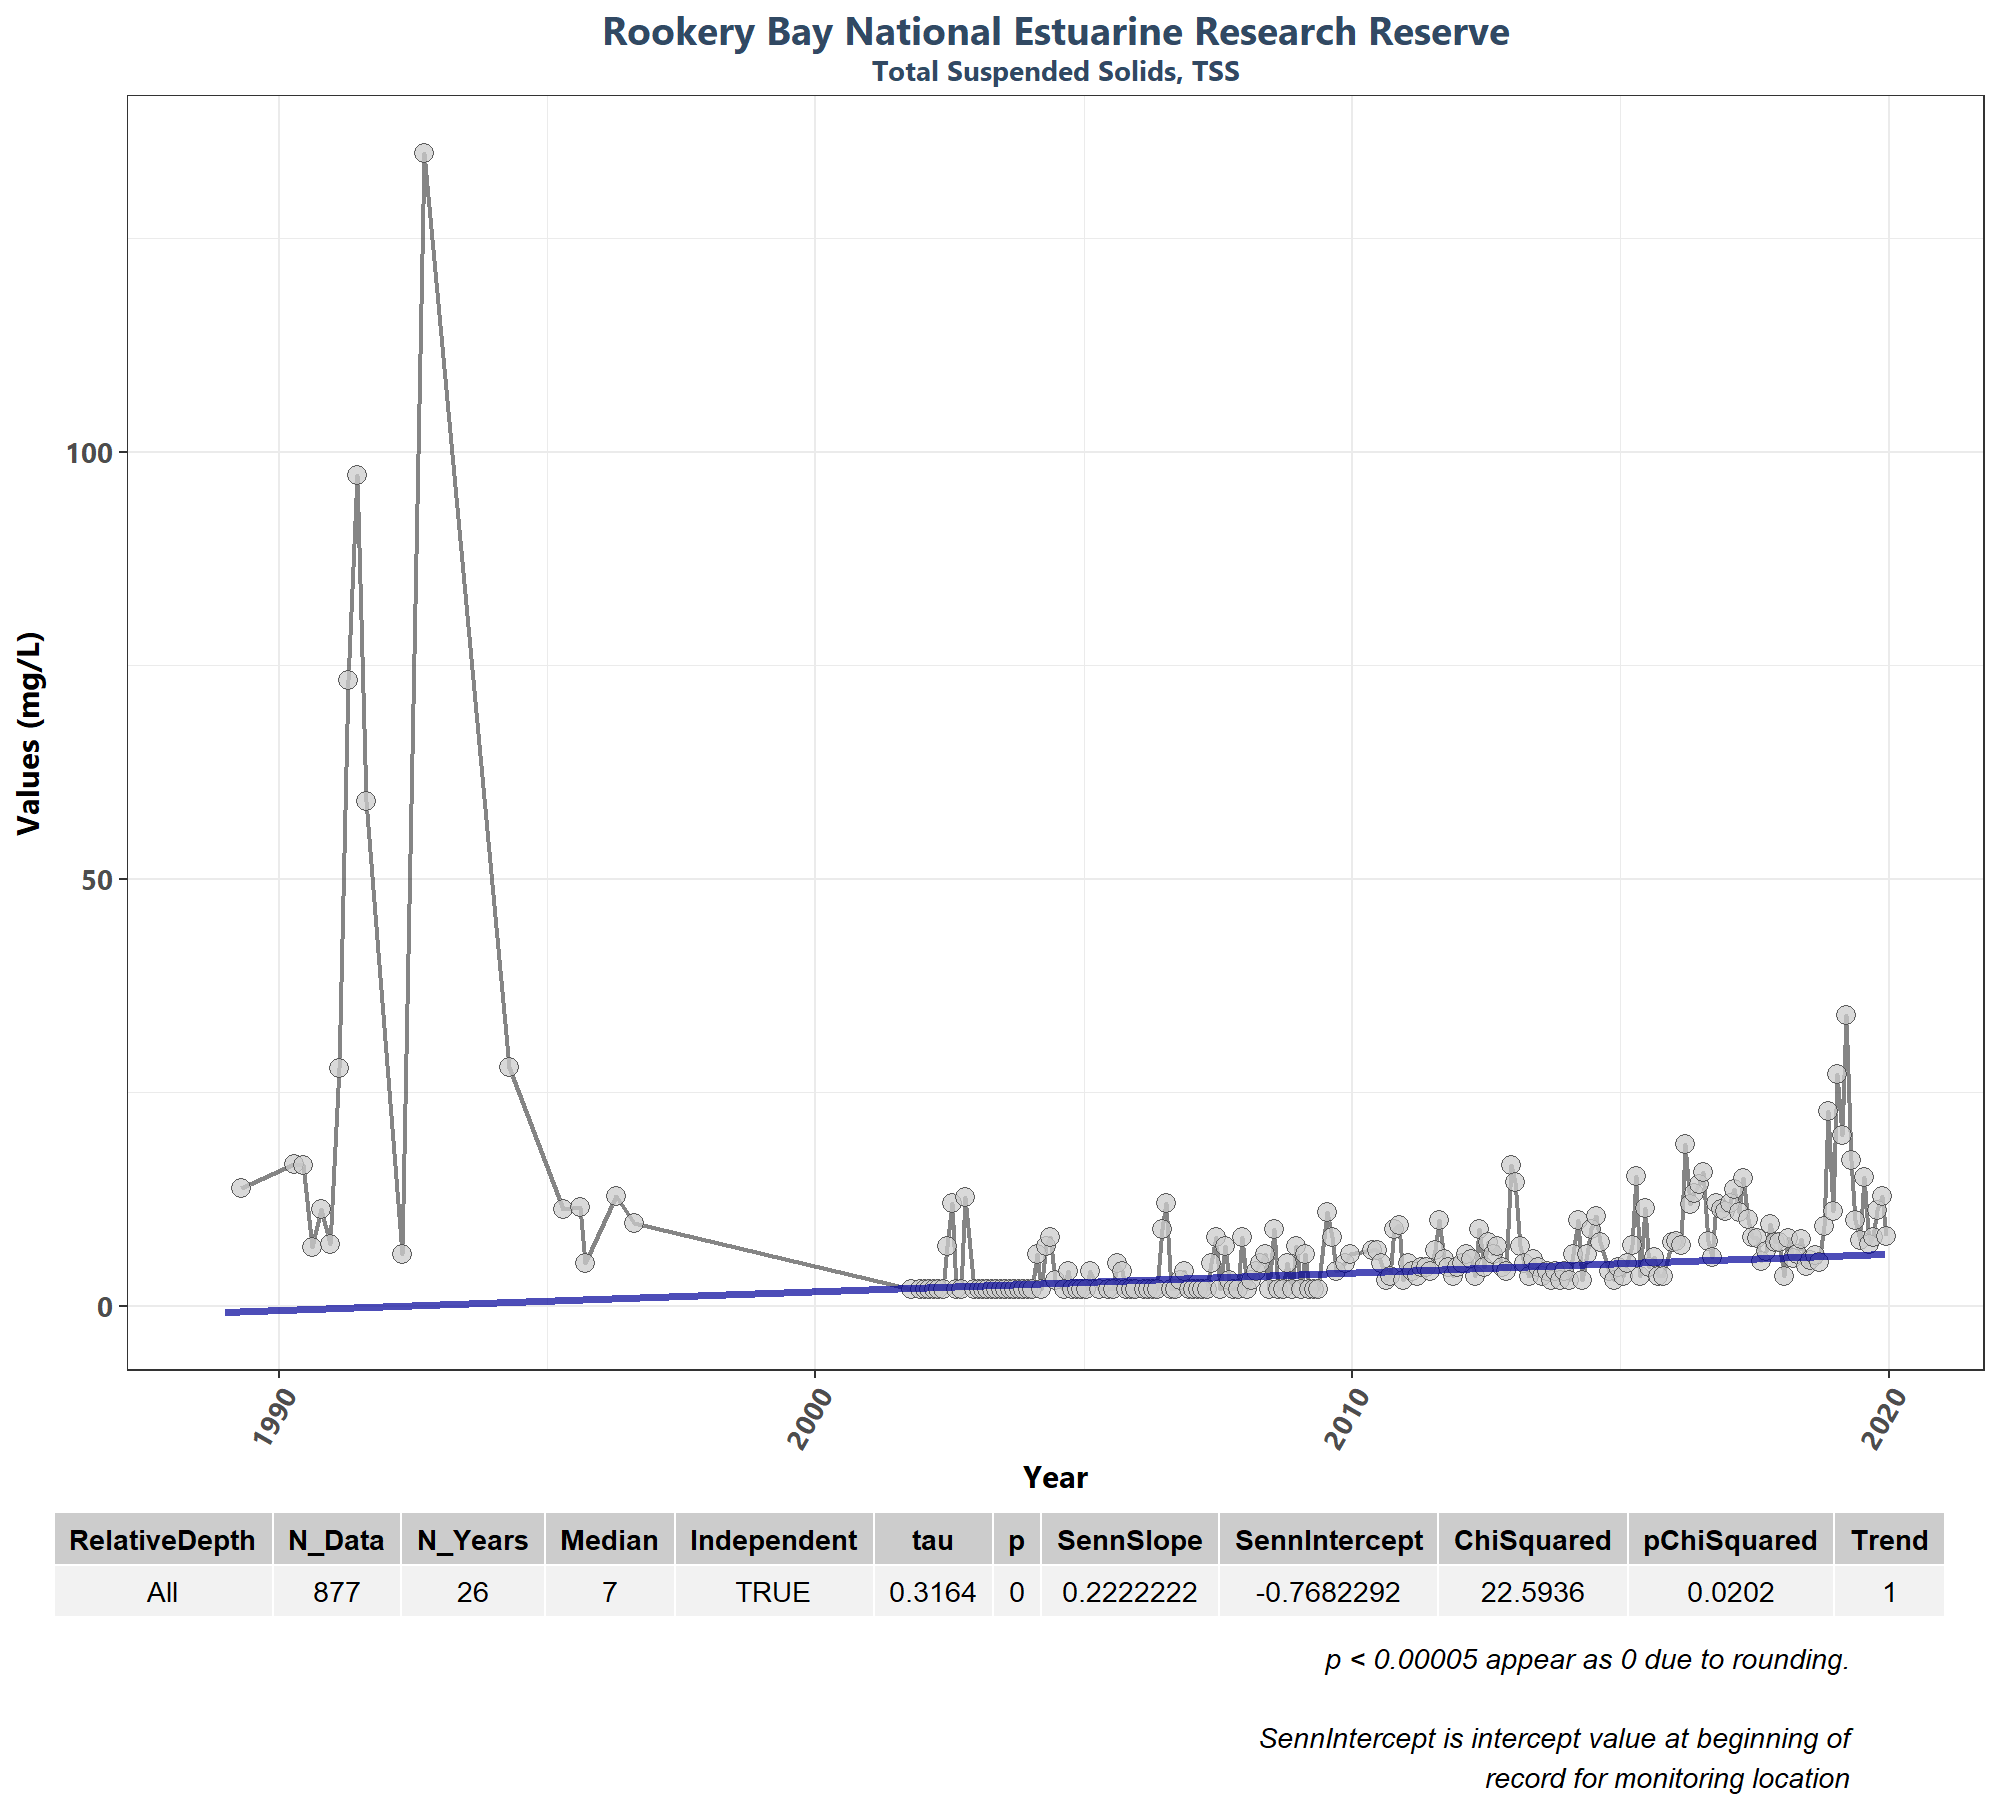 Rookery Bay National Estuarine Research Reserve
Total Suspended Solids, TSS
Values (mg/L)
100
50
0
1990
2000
2010
2020
Year
RelativeDepth N_Data N_Years Median Independent tau p SennSlope SennIntercept ChiSquared pChiSquared Trend
All 877 26 7 TRUE 0.3164 0 0.2222222 -0.7682292 22.5936 0.0202 1
p < 0.00005 appear as 0 due to rounding.
SennIntercept is intercept value at beginning of
record for monitoring location